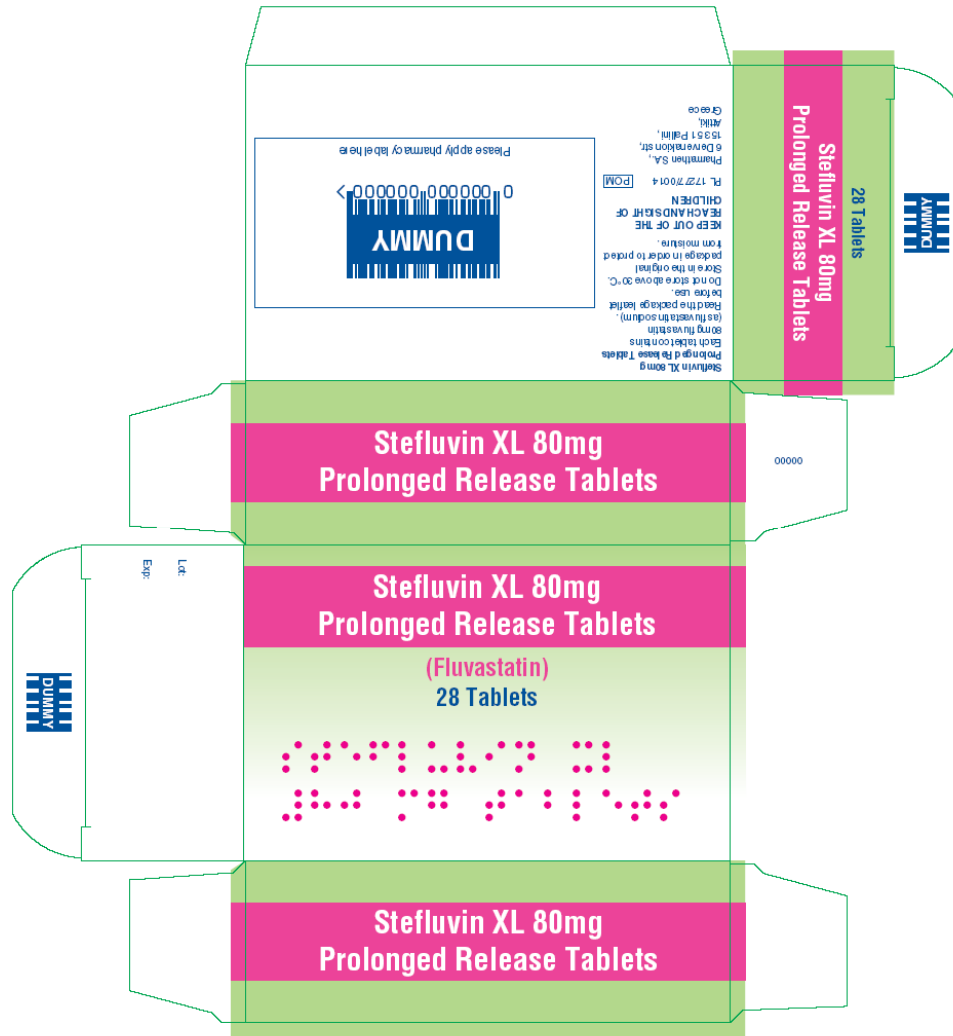 Stefluvin XL 80mg
Prolonged Release Tablets
Each tablet contains
80mg fluvastatin
(as fluvastatin sodium).
Read the package leaflet
before use.
Do not store above 30°C.
Store in the original
package in order to protect
from moisture.
KEEP OUT OF THE
REACH AND SIGHT OF
CHILDREN
PL 17277/0014 POM
Pharmathen S.A.,
6 Dervenakion str,
15351 Pallini,
Attiki,
Greece
DUMMY
0 000000 000000 >
Please apply pharmacy label here
28 Tablets
Stefluvin XL 80mg
Prolonged Release Tablets
DUMMY
Stefluvin XL 80mg
Prolonged Release Tablets
00000
Lot:
Exp:
DUMMY
Stefluvin XL 80mg
Prolonged Release Tablets
(Fluvastatin)
28 Tablets
Stefluvin XL 80mg
Prolonged Release Tablets